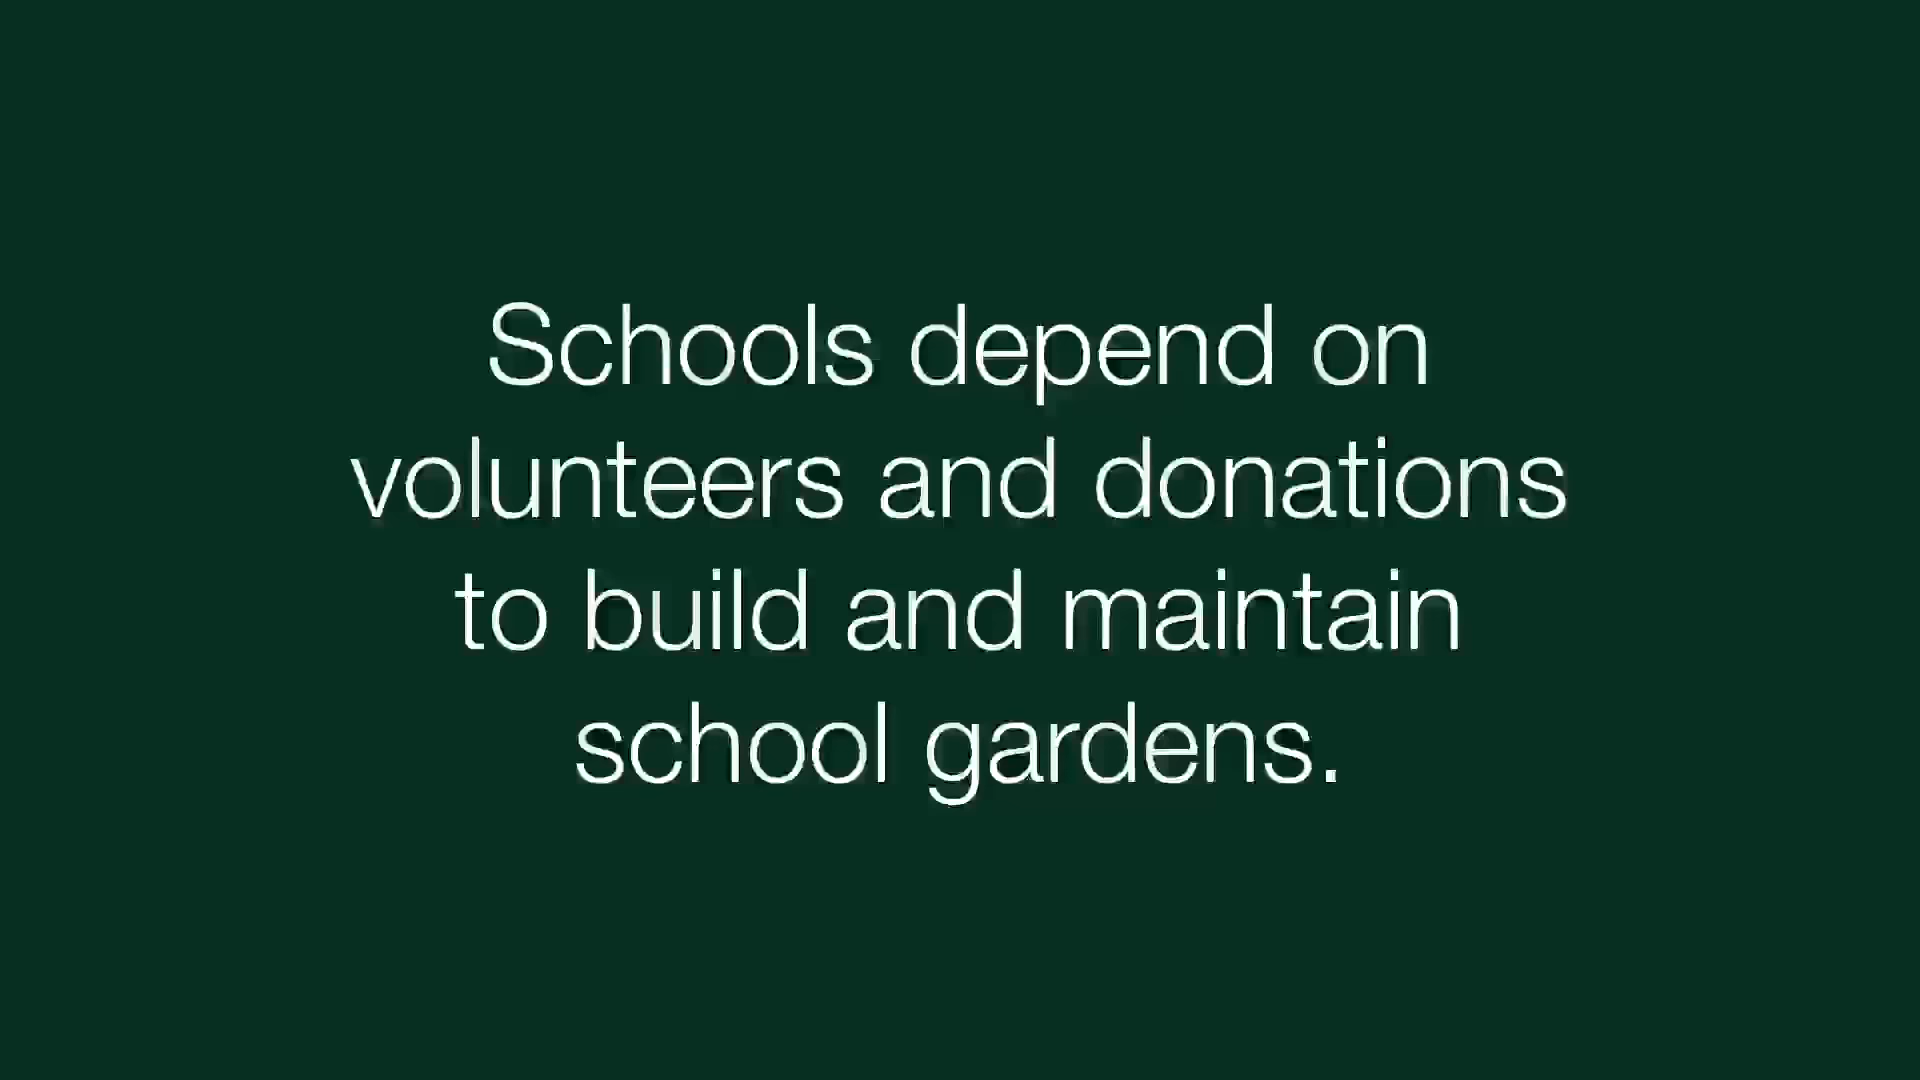 Schools depend on
volunteers and donations
to build and maintain
school gardens.